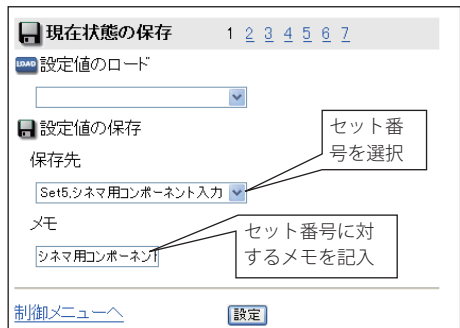 現在状態の保存 1 2 3 4 5 6 7
LOAD 設定値のロード
設定値の保存
セット番
号を選択
保存先
Set5,シネマ用コンポーネント入力
メモ
セット番号に対
するメモを記入
シネマ用コンポーネント
制御メニューへ 設定